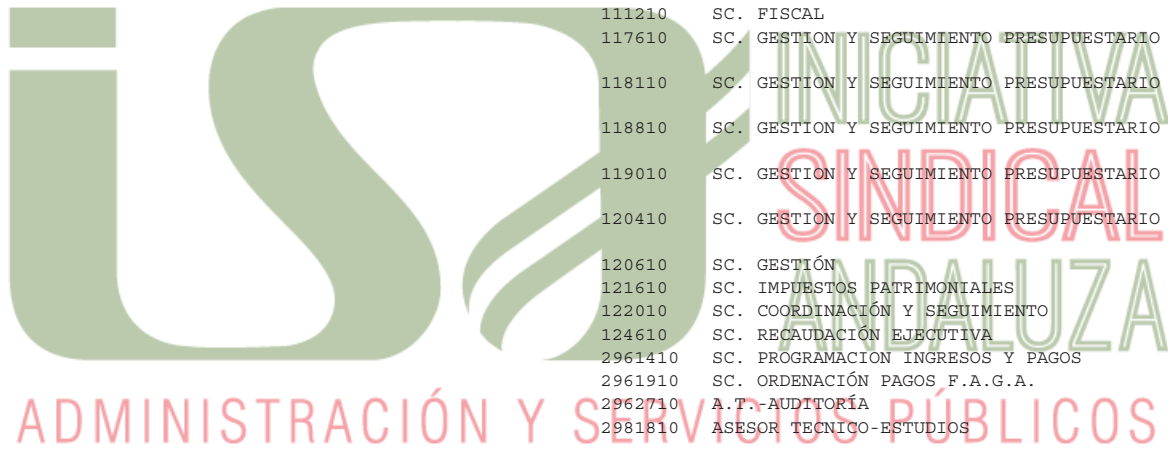 111210 SC. FISCAL
117610 SC. GESTION Y SEGUIMIENTO PRESUPUESTARIO
118110 SC. GESTION Y SEGUIMIENTO PRESUPUESTARIO
118810 SC. GESTION Y SEGUIMIENTO PRESUPUESTARIO
119010 SC. GESTION Y SEGUIMIENTO PRESUPUESTARIO
120410 SC. GESTION Y SEGUIMIENTO PRESUPUESTARIO
120610 SC. GESTIÓN
121610 SC. IMPUESTOS PATRIMONIALES
122010 SC. COORDINACIÓN Y SEGUIMIENTO
124610 SC. RECAUDACIÓN EJECUTIVA
2961410 SC. PROGRAMACION INGRESOS Y PAGOS
2961910 SC. ORDENACIÓN PAGOS F.A.G.A.
2962710 A.T.-AUDITORÍA
2981810 ASESOR TECNICO-ESTUDIOS
isa
INICIATIVA
SINDICAL
ANDALUZA
ADMINISTRACIÓN Y SERVICIOS PÚBLICOS